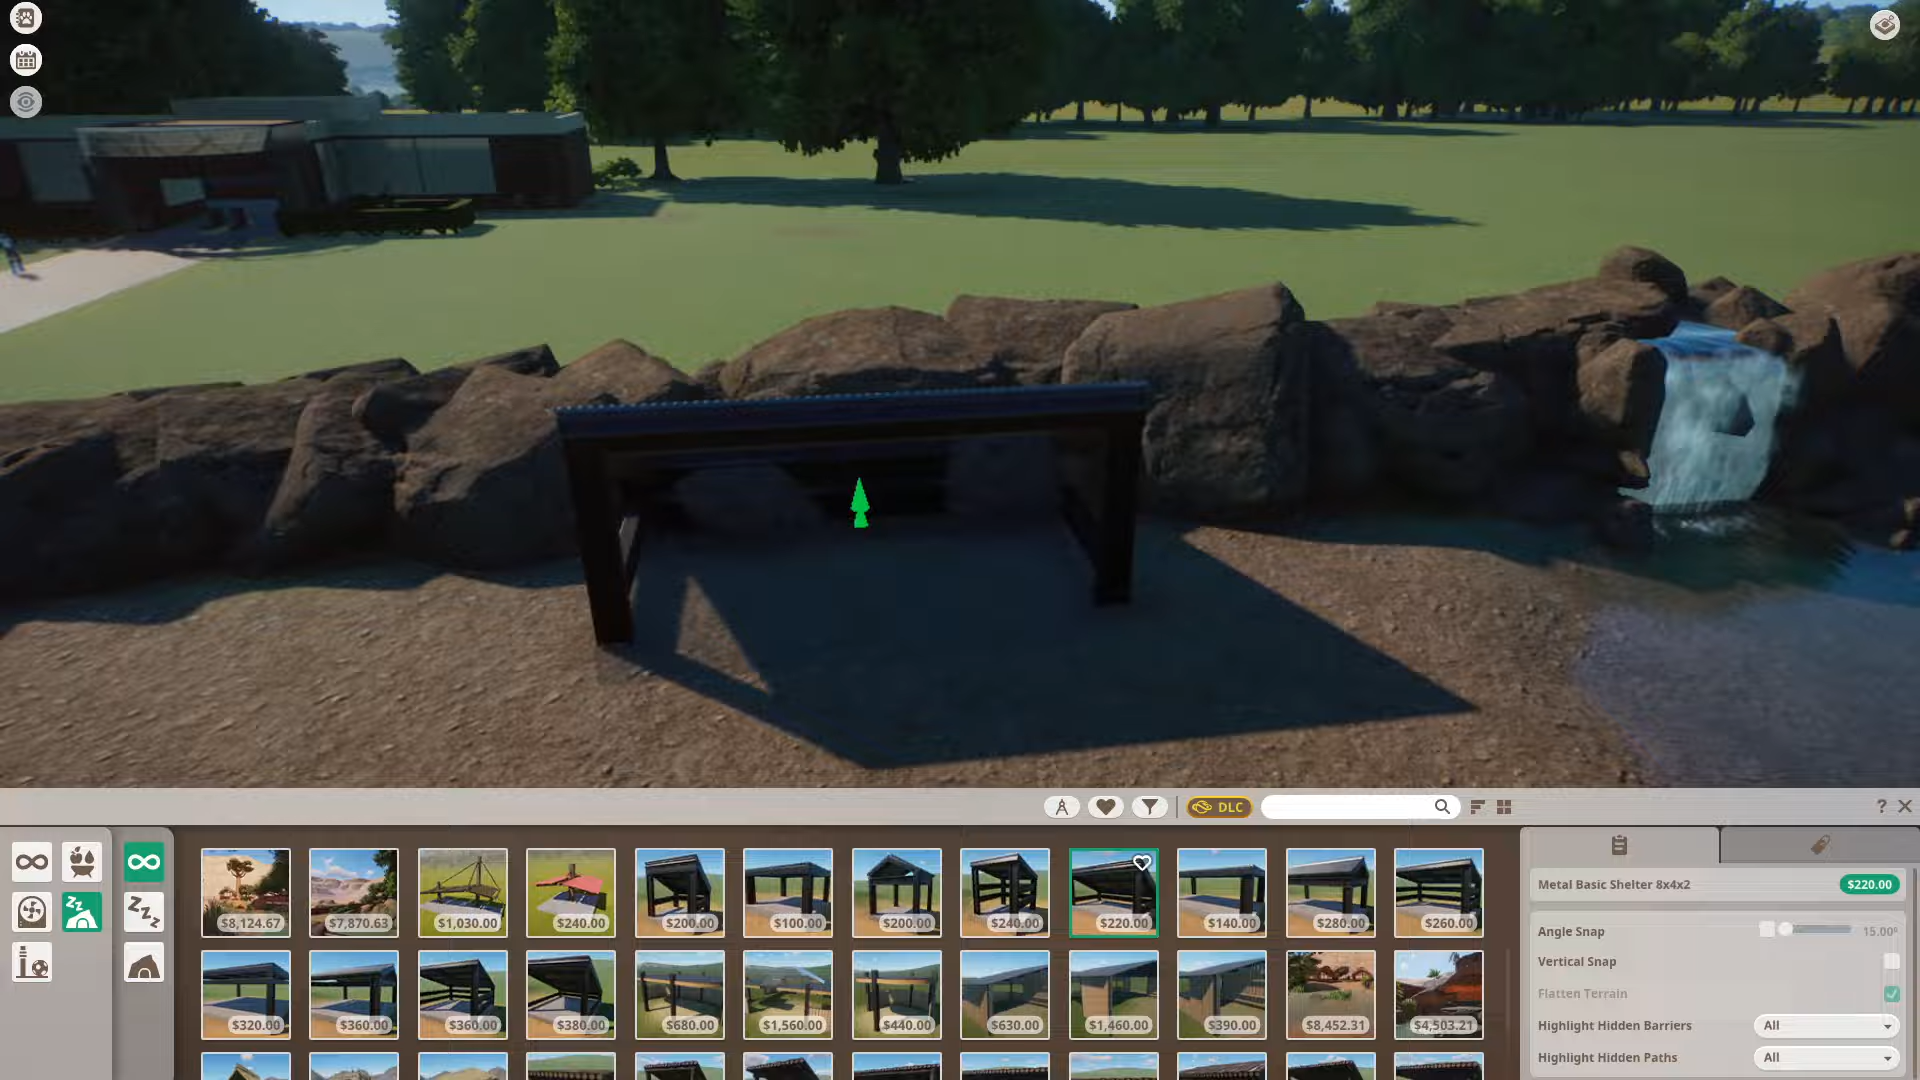 DLC
? ×
$8,124.67 $7,870.63 $1,030.00 $240.00 $200.00 $100.00 $200.00 $240.00 $220.00 $140.00 $280.00 $260.00
$320.00 $360.00 $360.00 $380.00 $680.00 $1,560.00 $440.00 $630.00 $1,460.00 $390.00 $8,452.31 $4,503.21
Z Z Z
Z Z Z
Metal Basic Shelter 8x4x2 $220.00
Angle Snap 15.00º
Vertical Snap
Flatten Terrain
Highlight Hidden Barriers All
Highlight Hidden Paths All